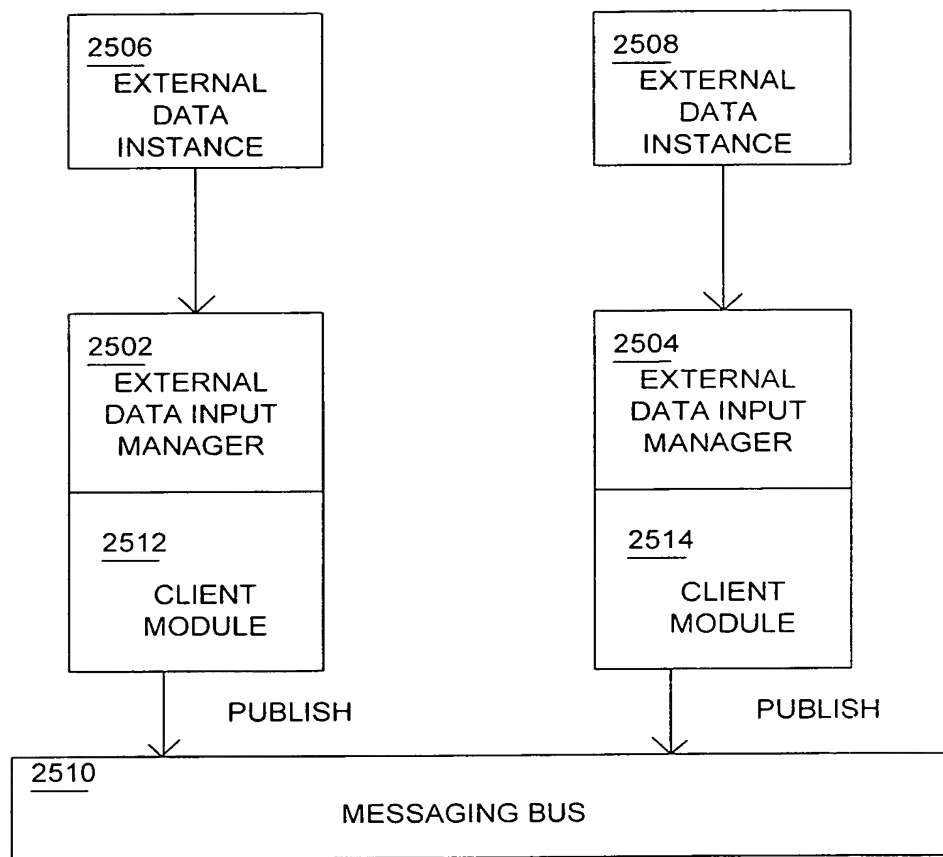 2506
EXTERNAL
DATA
INSTANCE
2508
EXTERNAL
DATA
INSTANCE
2502
EXTERNAL
DATA INPUT
MANAGER
2504
EXTERNAL
DATA INPUT
MANAGER
2512
CLIENT
MODULE
2514
CLIENT
MODULE
PUBLISH
PUBLISH
2510
MESSAGING BUS